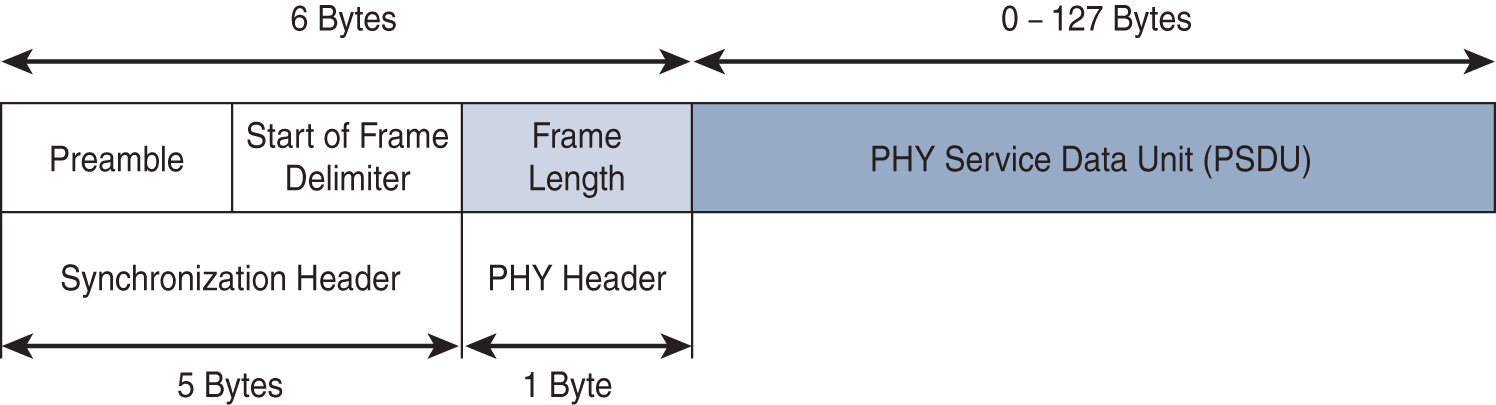 6 Bytes
0 – 127 Bytes
Preamble
Start of Frame
Delimiter
Frame
Length
PHY Service Data Unit (PSDU)
Synchronization Header
PHY Header
5 Bytes
1 Byte